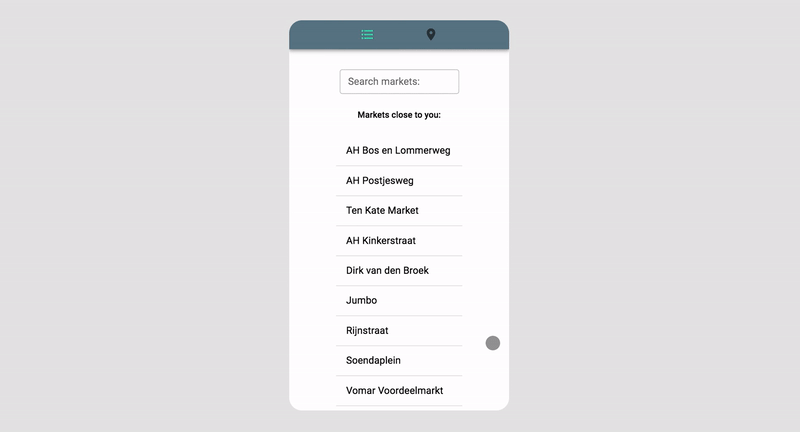 Search markets:
Markets close to you:
AH Bos en Lommerweg
AH Postjesweg
Ten Kate Market
AH Kinkerstraat
Dirk van den Broek
Jumbo
Rijnstraat
Soendaplein
Vomar Voordeelmarkt